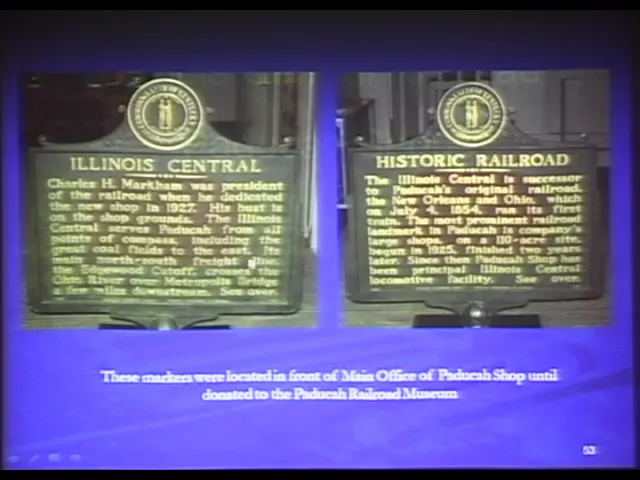 ILLINOIS CENTRAL
Charles H. Markham was president
of the railroad when he dedicated
the new shop in 1927. His bust is
on the shop grounds. The Illinois
Central serves Paducah from all
points of compass, including the
great coal fields to the east. Its
main north-south freight line,
the Edgewood Cutoff, crosses the
Ohio River over Metropolis Bridge
a few miles downstream. See over.
HISTORIC RAILROAD
The Illinois Central is successor
to Paducah's original railroad,
the New Orleans and Ohio, which
on July 4, 1854, ran its first
train. The most prominent railroad
landmark in Paducah is company's
large shops, on a 110-acre site,
begun in 1925, finished two years
later. Since then Paducah Shop has
been principal Illinois Central
locomotive facility. See over.
These markers were located in front of Main Office of Paducah Shop until
donated to the Paducah Railroad Museum
53